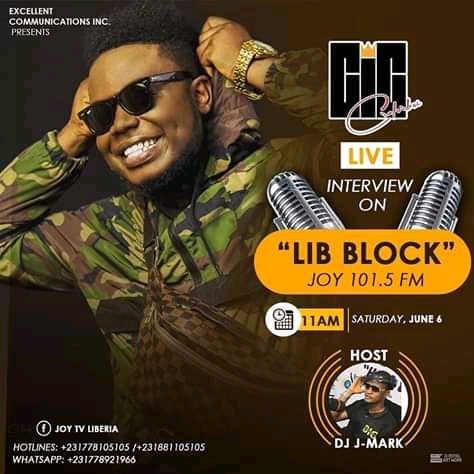 EXCELLENT
COMMUNICATIONS INC.
PRESENTS
CIC
LIVE
INTERVIEW
ON
“LIB BLOCK”
JOY 101.5 FM
11AM
SATURDAY, JUNE 6
HOST
DJ J-MARK
JOY TV LIBERIA
HOTLINES: +231778105105 /+231881105105
WHATSAPP: +231778921966